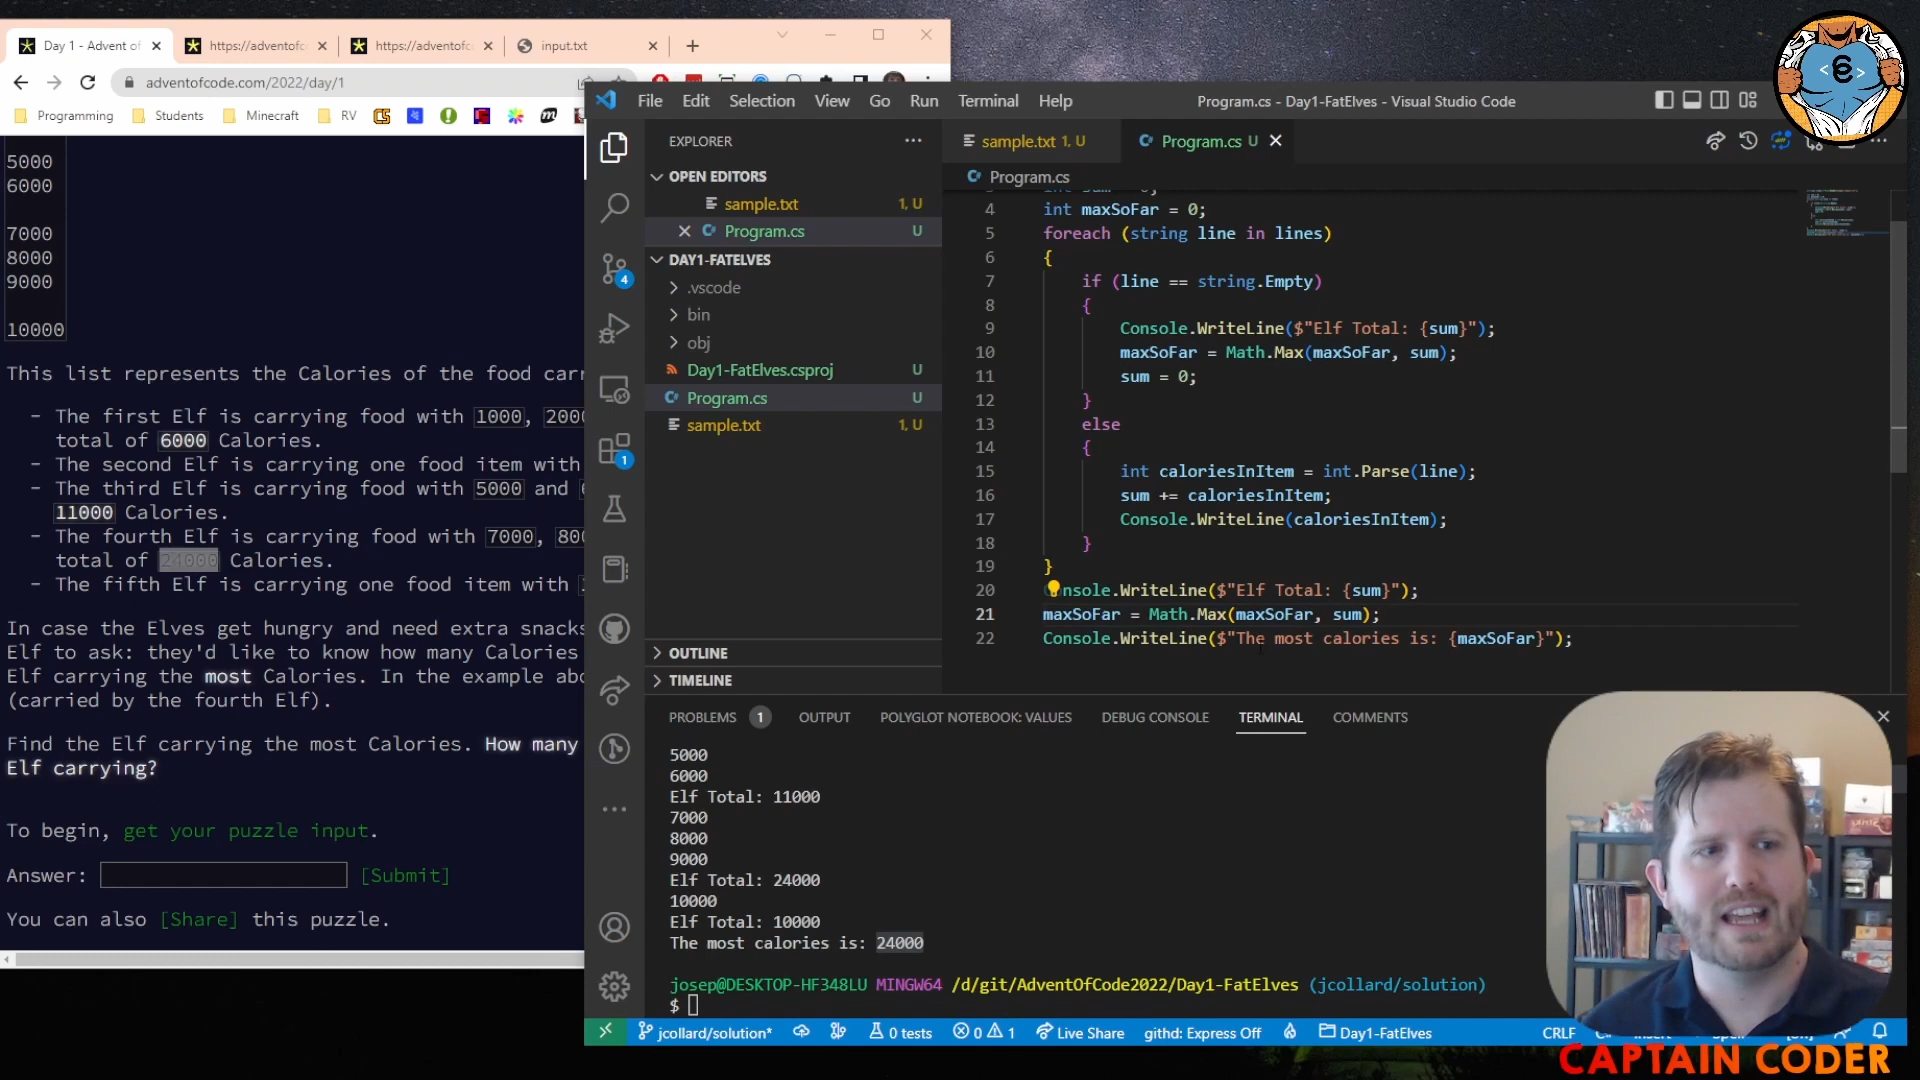 Day 1 - Advent of
https://adventofc
https://adventofc
input.txt
adventofcode.com/2022/day/1
Programming
Students
Minecraft
RV
5000
6000
7000
8000
9000
10000
This list represents the Calories of the food carr
- The first Elf is carrying food with 1000, 2000
total of 6000 Calories.
- The second Elf is carrying one food item with
- The third Elf is carrying food with 5000 and 6
11000 Calories.
- The fourth Elf is carrying food with 7000, 800
total of 24000 Calories.
- The fifth Elf is carrying one food item with
In case the Elves get hungry and need extra snacks
Elf to ask: they'd like to know how many Calories
Elf carrying the most Calories. In the example abo
(carried by the fourth Elf).
Find the Elf carrying the most Calories. How many
Elf carrying?
To begin, get your puzzle input.
Answer: [Submit]
You can also [Share] this puzzle.
File Edit Selection View Go Run Terminal Help
Program.cs - Day1-FatElves - Visual Studio Code
EXPLORER
OPEN EDITORS
sample.txt 1, U
Program.cs U
DAY1-FATELVES
.vscode
bin
obj
Day1-FatElves.csproj U
Program.cs U
sample.txt 1, U
OUTLINE
TIMELINE
4
1
sample.txt 1, U
Program.cs U
Program.cs
4 int maxSoFar = 0;
5 foreach (string line in lines)
6 {
7 if (line == string.Empty)
8 {
9 Console.WriteLine($"Elf Total: {sum}");
10 maxSoFar = Math.Max(maxSoFar, sum);
11 sum = 0;
12 }
13 else
14 {
15 int caloriesInItem = int.Parse(line);
16 sum += caloriesInItem;
17 Console.WriteLine(caloriesInItem);
18 }
19 }
20 Console.WriteLine($"Elf Total: {sum}");
21 maxSoFar = Math.Max(maxSoFar, sum);
22 Console.WriteLine($"The most calories is: {maxSoFar}");
PROBLEMS 1 OUTPUT POLYGLOT NOTEBOOK: VALUES DEBUG CONSOLE TERMINAL COMMENTS
5000
6000
Elf Total: 11000
7000
8000
9000
Elf Total: 24000
10000
Elf Total: 10000
The most calories is: 24000
josep@DESKTOP-HF348LU MINGW64 /d/git/AdventOfCode2022/Day1-FatElves (jcollard/solution)
$
jcollard/solution* 0 tests 0 1 Live Share githd: Express Off Day1-FatElves CRLF
CAPTAIN CODER